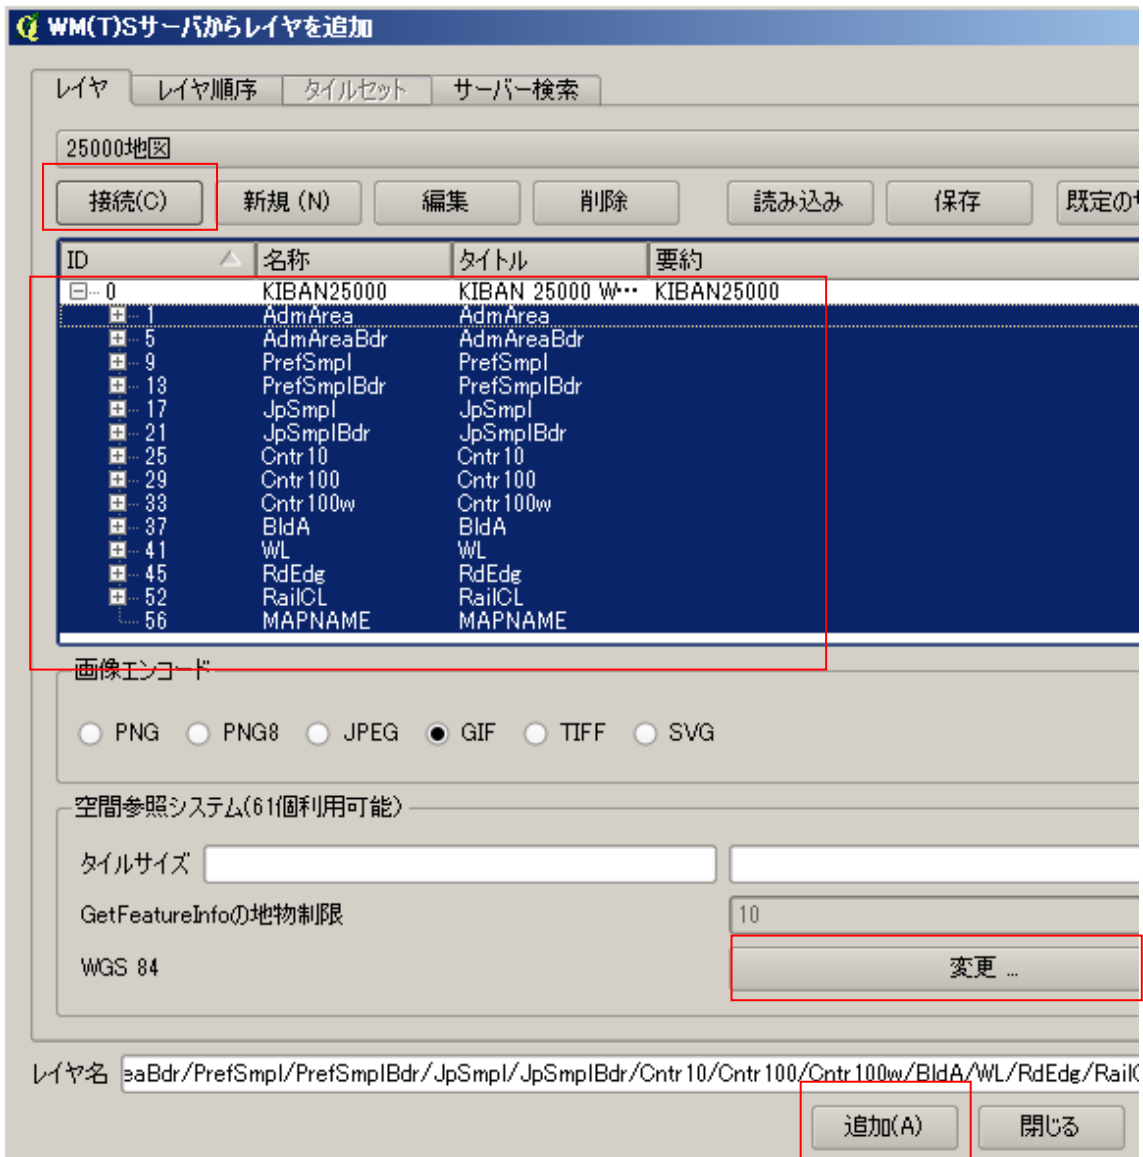 WM(T)Sサーバからレイヤを追加
レイヤ レイヤ順序 タイルセット サーバー検索
25000地図
接続(C) 新規 (N) 編集 削除 読み込み 保存 既定の
ID 名称 タイトル 要約
0 KIBAN25000 KIBAN 25000 W… KIBAN25000
1 AdmArea AdmArea
5 AdmAreaBdr AdmAreaBdr
9 PrefSmpl PrefSmpl
13 PrefSmplBdr PrefSmplBdr
17 JpSmpl JpSmpl
21 JpSmplBdr JpSmplBdr
25 Cntr10 Cntr10
29 Cntr100 Cntr100
33 Cntr100w Cntr100w
37 BldA BldA
41 WL WL
45 RdEdg RdEdg
52 RailCL RailCL
56 MAPNAME MAPNAME
画像エンコード
PNG PNG8 JPEG GIF TIFF SVG
空間参照システム(61個利用可能)
タイルサイズ
GetFeatureInfoの地物制限 10
WGS 84 変更 ...
レイヤ名 eaBdr/PrefSmpl/PrefSmplBdr/JpSmpl/JpSmplBdr/Cntr10/Cntr100/Cntr100w/BldA/WL/RdEdg/RailC
追加(A) 閉じる